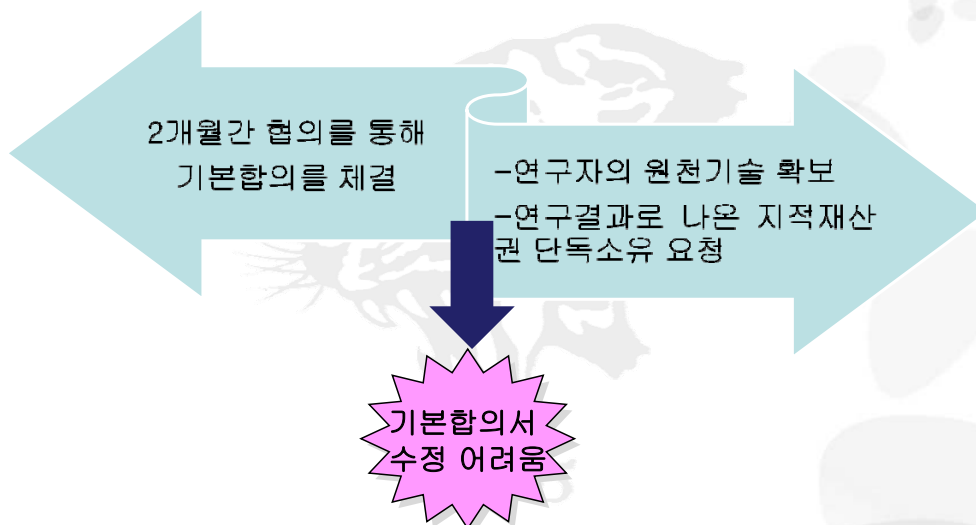 2개월간 협의를 통해
기본합의를 체결
-연구자의 원천기술 확보
-연구결과로 나온 지적재산
권 단독소유 요청
기본합의서
수정 어려움